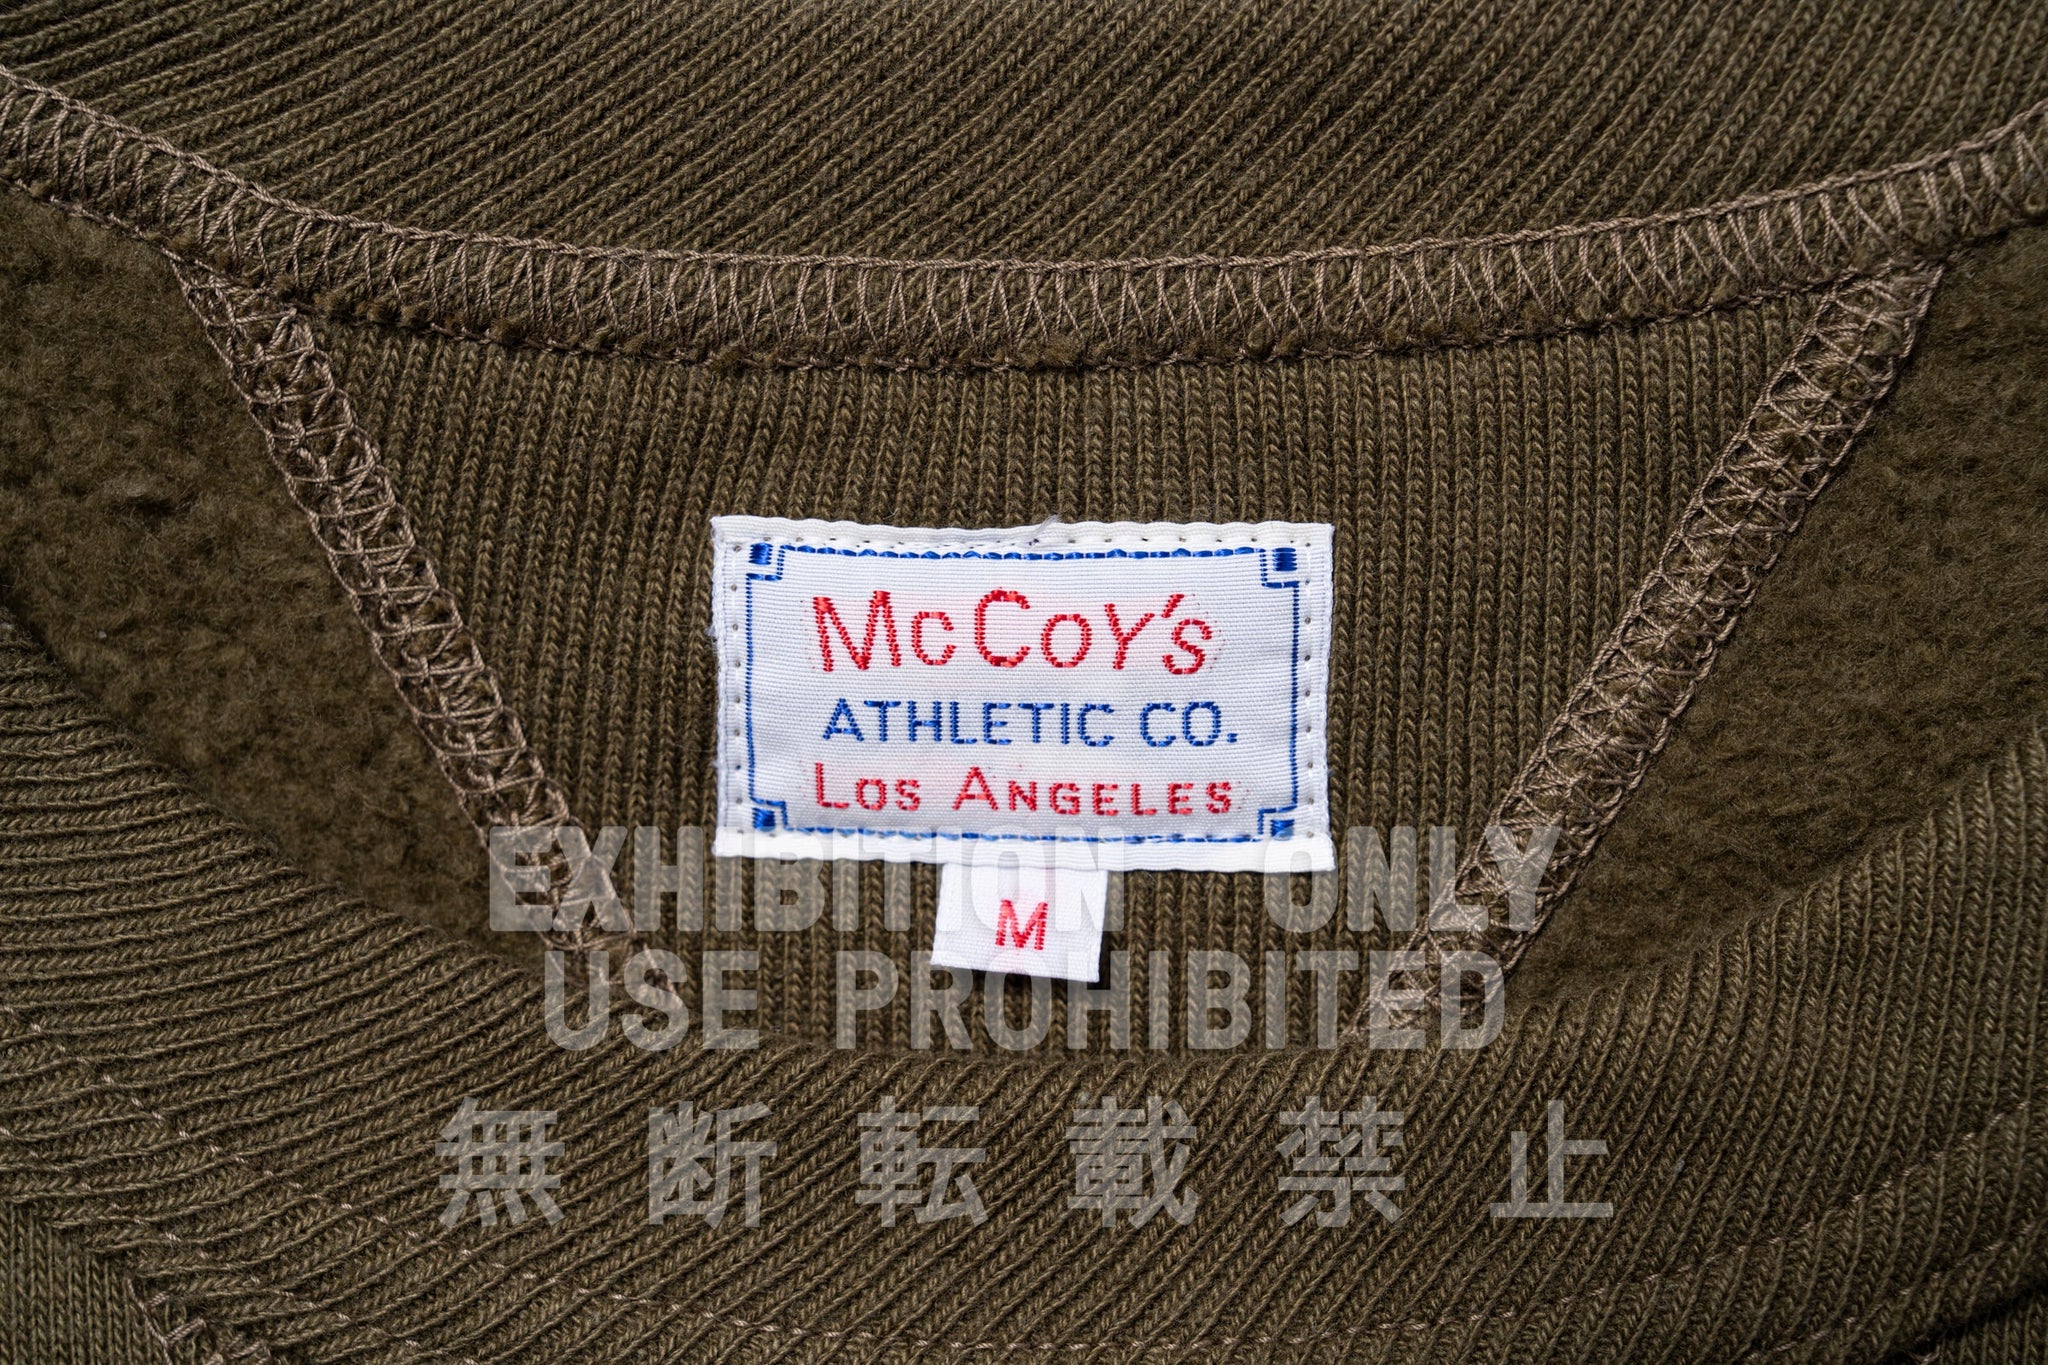 McCoy's
ATHLETIC CO.
Los Angeles
M
EXHIBITION ONLY
USE PROHIBITED
無断転載禁止